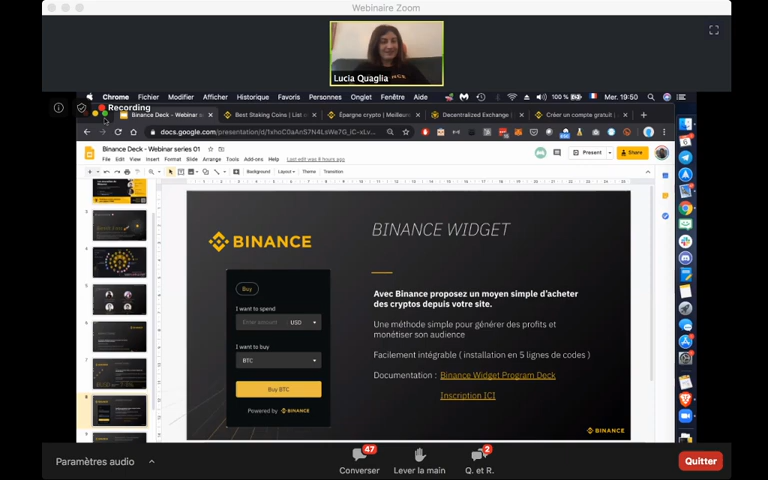 Webinaire Zoom
Lucia Quaglia
Chrome Fichier Modifier Afficher Historique Favoris Personnes Onglet Fenêtre Aide 100 % Mer. 19:50
Recording
Binance Deck - Webinar s
Best Staking Coins | List o
Épargne crypto | Meilleur
Decentralized Exchange
Créer un compte gratuit
docs.google.com/presentation/d/
Binance Deck - Webinar series 01
File Edit View Insert Format Slide Arrange Tools Add-ons Help Last edit was 8 hours ago
Present
Share
Background Layout Theme Transition
BINANCE
BINANCE WIDGET
Buy
I want to spend
Enter amount USD
I want to buy
BTC
Buy BTC
Powered by BINANCE
Avec Binance proposez un moyen simple d'acheter
des cryptos depuis votre site.
Une méthode simple pour générer des profits et
monétiser son audience
Facilement intégrable ( installation en 5 lignes de codes )
Documentation : Binance Widget Program Deck
Inscription ICI
BINANCE
Paramètres audio
47
Converser
Lever la main
2
Q. et R.
Quitter